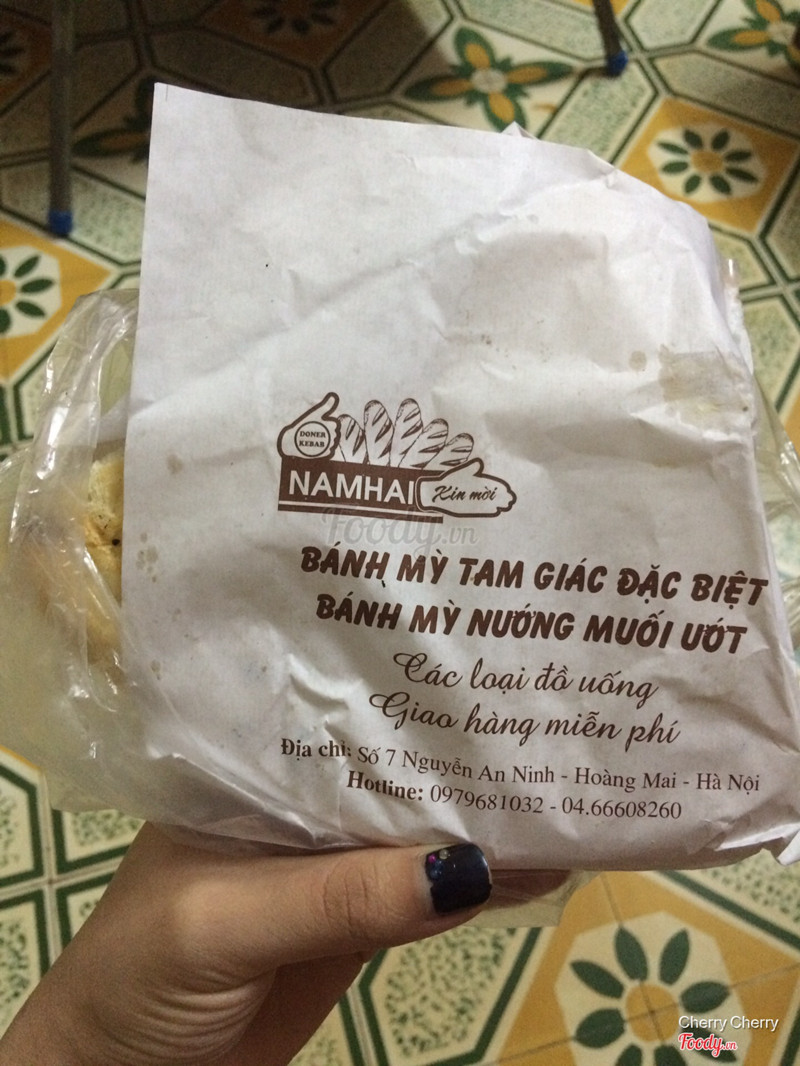 DONER
KEBAB
NAMHAI
Xin mời
Foody.vn
BÁNH MỲ TAM GIÁC ĐẶC BIỆT
BÁNH MỲ NƯỚNG MUỐI ƯỚT
Các loại đồ uống
Giao hàng miễn phí
Địa chỉ: Số 7 Nguyễn An Ninh - Hoàng Mai - Hà Nội
Hotline: 0979681032 - 04.66608260
Cherry Cherry
Foody.vn